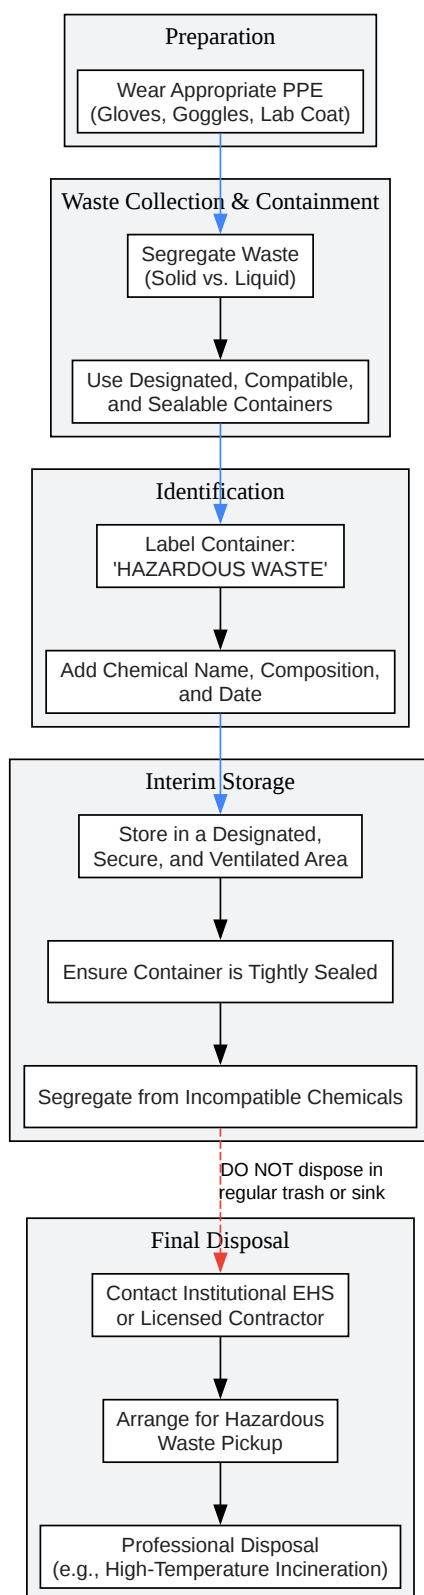 Preparation
Wear Appropriate PPE
(Gloves, Goggles, Lab Coat)
Waste Collection & Containment
Segregate Waste
(Solid vs. Liquid)
Use Designated, Compatible,
and Sealable Containers
Identification
Label Container:
'HAZARDOUS WASTE'
Add Chemical Name, Composition,
and Date
Interim Storage
Store in a Designated,
Secure, and Ventilated Area
Ensure Container is Tightly Sealed
Segregate from Incompatible Chemicals
DO NOT dispose in
regular trash or sink
Final Disposal
Contact Institutional EHS
or Licensed Contractor
Arrange for Hazardous
Waste Pickup
Professional Disposal
(e.g., High-Temperature Incineration)